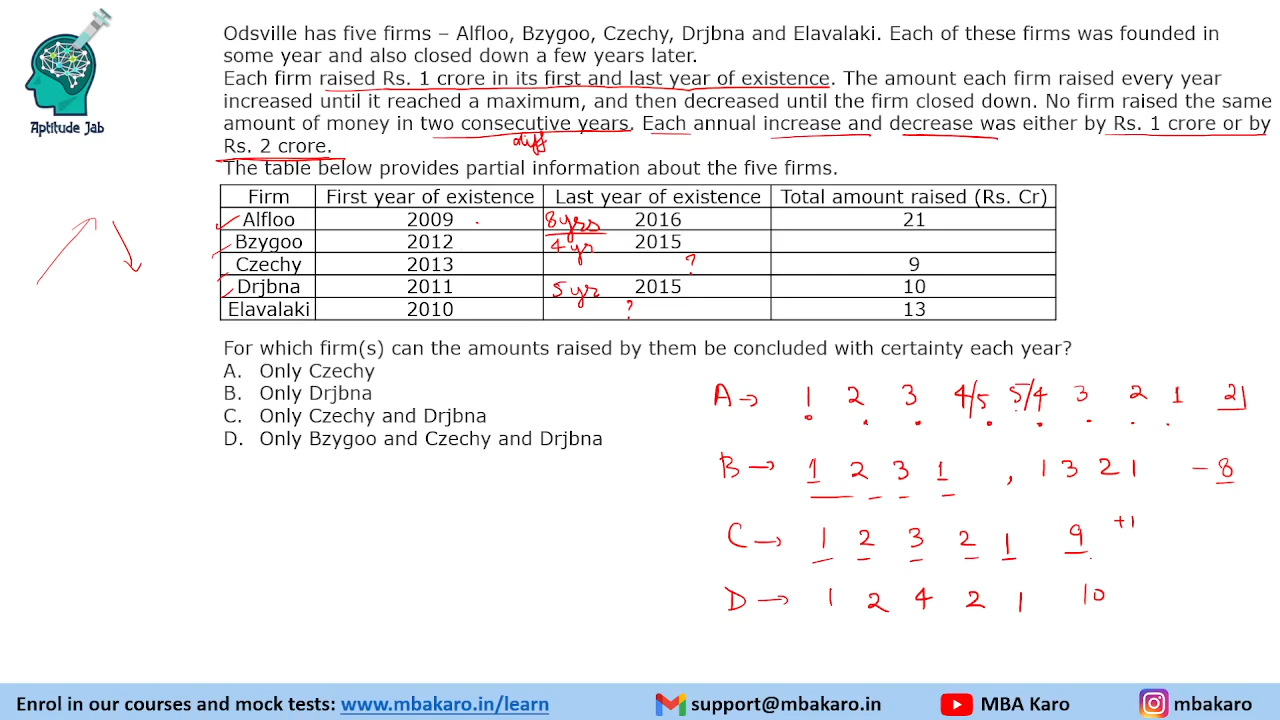 Odsville has five firms – Alfloo, Bzygoo, Czechy, Drjbna and Elavalaki. Each of these firms was founded in
some year and also closed down a few years later.
Each firm raised Rs. 1 crore in its first and last year of existence. The amount each firm raised every year
increased until it reached a maximum, and then decreased until the firm closed down. No firm raised the same
amount of money in two consecutive years. Each annual increase and decrease was either by Rs. 1 crore or by
diff
Rs. 2 crore.
The table below provides partial information about the five firms.
Aptitude Jab
Firm First year of existence Last year of existence Total amount raised (Rs. Cr)
Alfloo 2009 8yrs 2016 21
Bzygoo 2012 4 yr 2015
Czechy 2013 ? 9
Drjbna 2011 5 yr 2015 10
Elavalaki 2010 ? 13
For which firm(s) can the amounts raised by them be concluded with certainty each year?
A. Only Czechy
B. Only Drjbna
C. Only Czechy and Drjbna
D. Only Bzygoo and Czechy and Drjbna
A → 1 2 3 4/5 5/4 3 2 1 21
B → 1 2 3 1 , 1 3 2 1 - 8
C → 1 2 3 2 1 9 +1
D → 1 2 4 2 1 10
Enrol in our courses and mock tests: www.mbakaro.in/learn support@mbakaro.in MBA Karo mbakaro